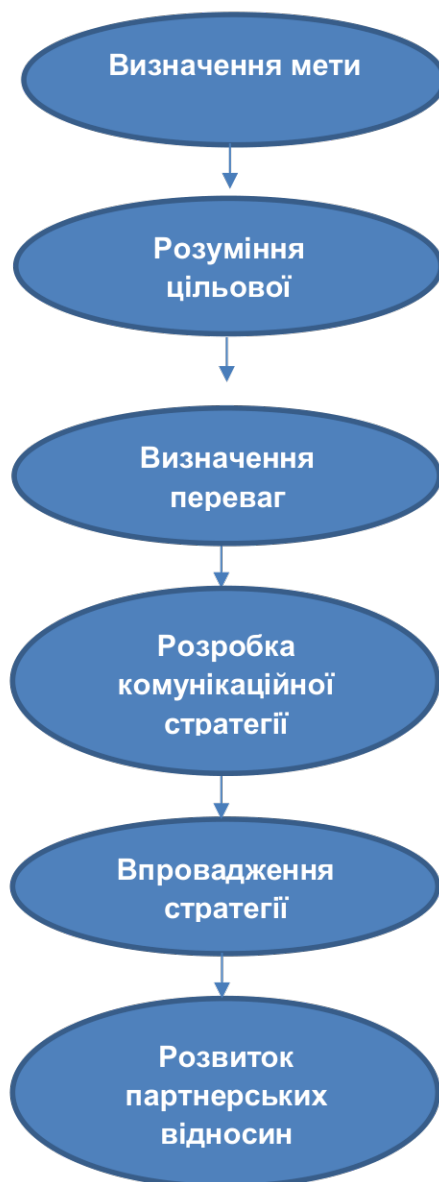 Визначення мети
Розуміння
цільової
Визначення
переваг
Розробка
комунікаційної
стратегії
Впровадження
стратегії
Розвиток
партнерських
відносин